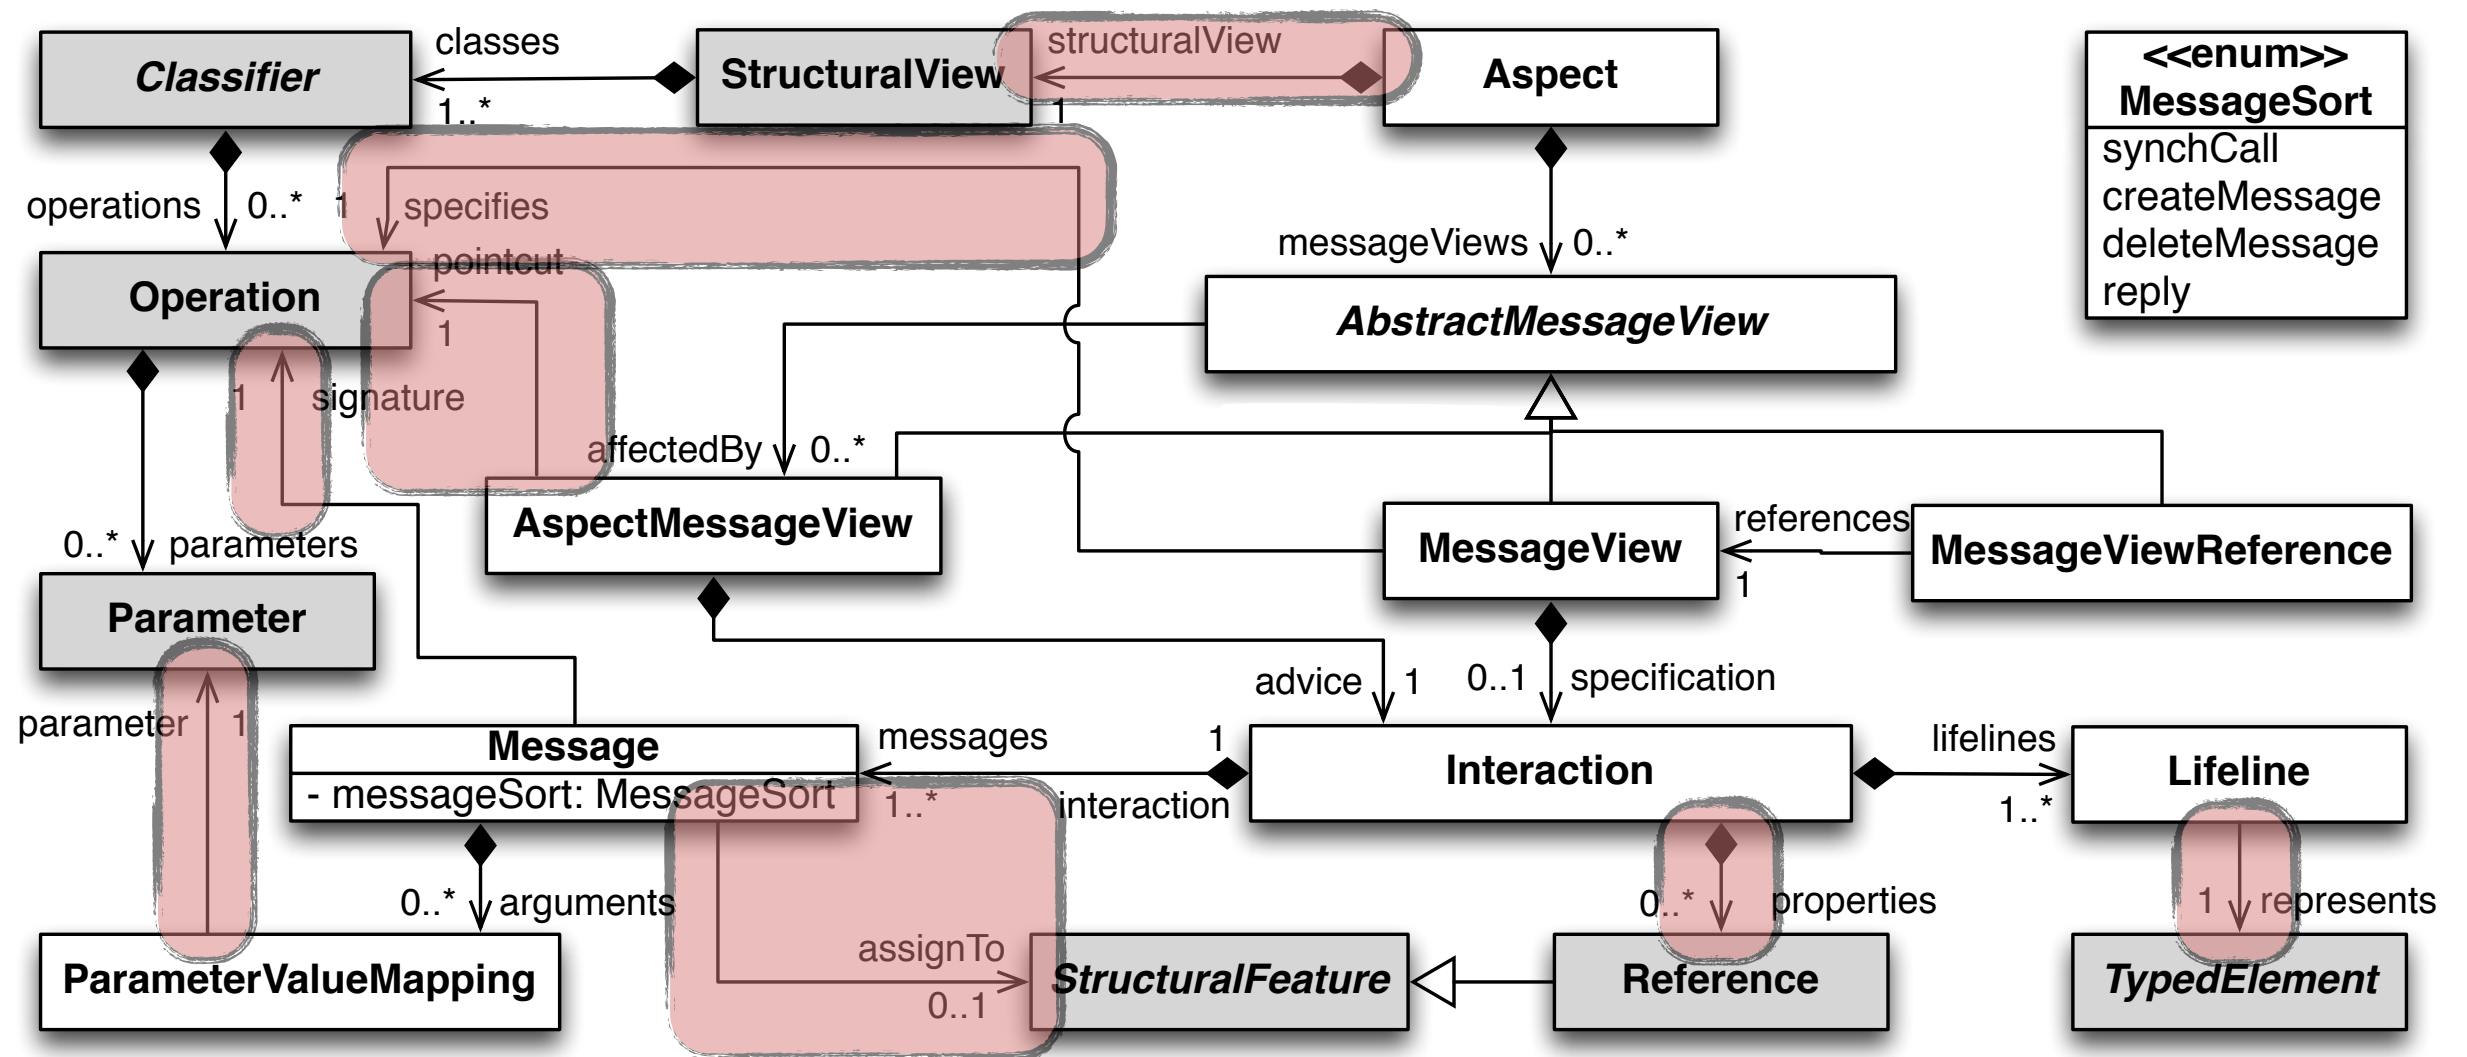 classes
structuralView
Classifier
StructuralView
Aspect
<<enum>>
MessageSort
1..*
1
synchCall
createMessage
deleteMessage
reply
operations
0..*
1
specifies
messageViews
0..*
pointcut
Operation
1
AbstractMessageView
1
signature
affectedBy
0..*
AspectMessageView
MessageView
references
1
MessageViewReference
0..*
parameters
Parameter
advice
1
0..1
specification
parameter
1
Message
- messageSort: MessageSort
messages
1
1..*
interaction
Interaction
lifelines
1..*
Lifeline
0..*
arguments
assignTo
0..1
0..*
properties
1
represents
ParameterValueMapping
StructuralFeature
Reference
TypedElement